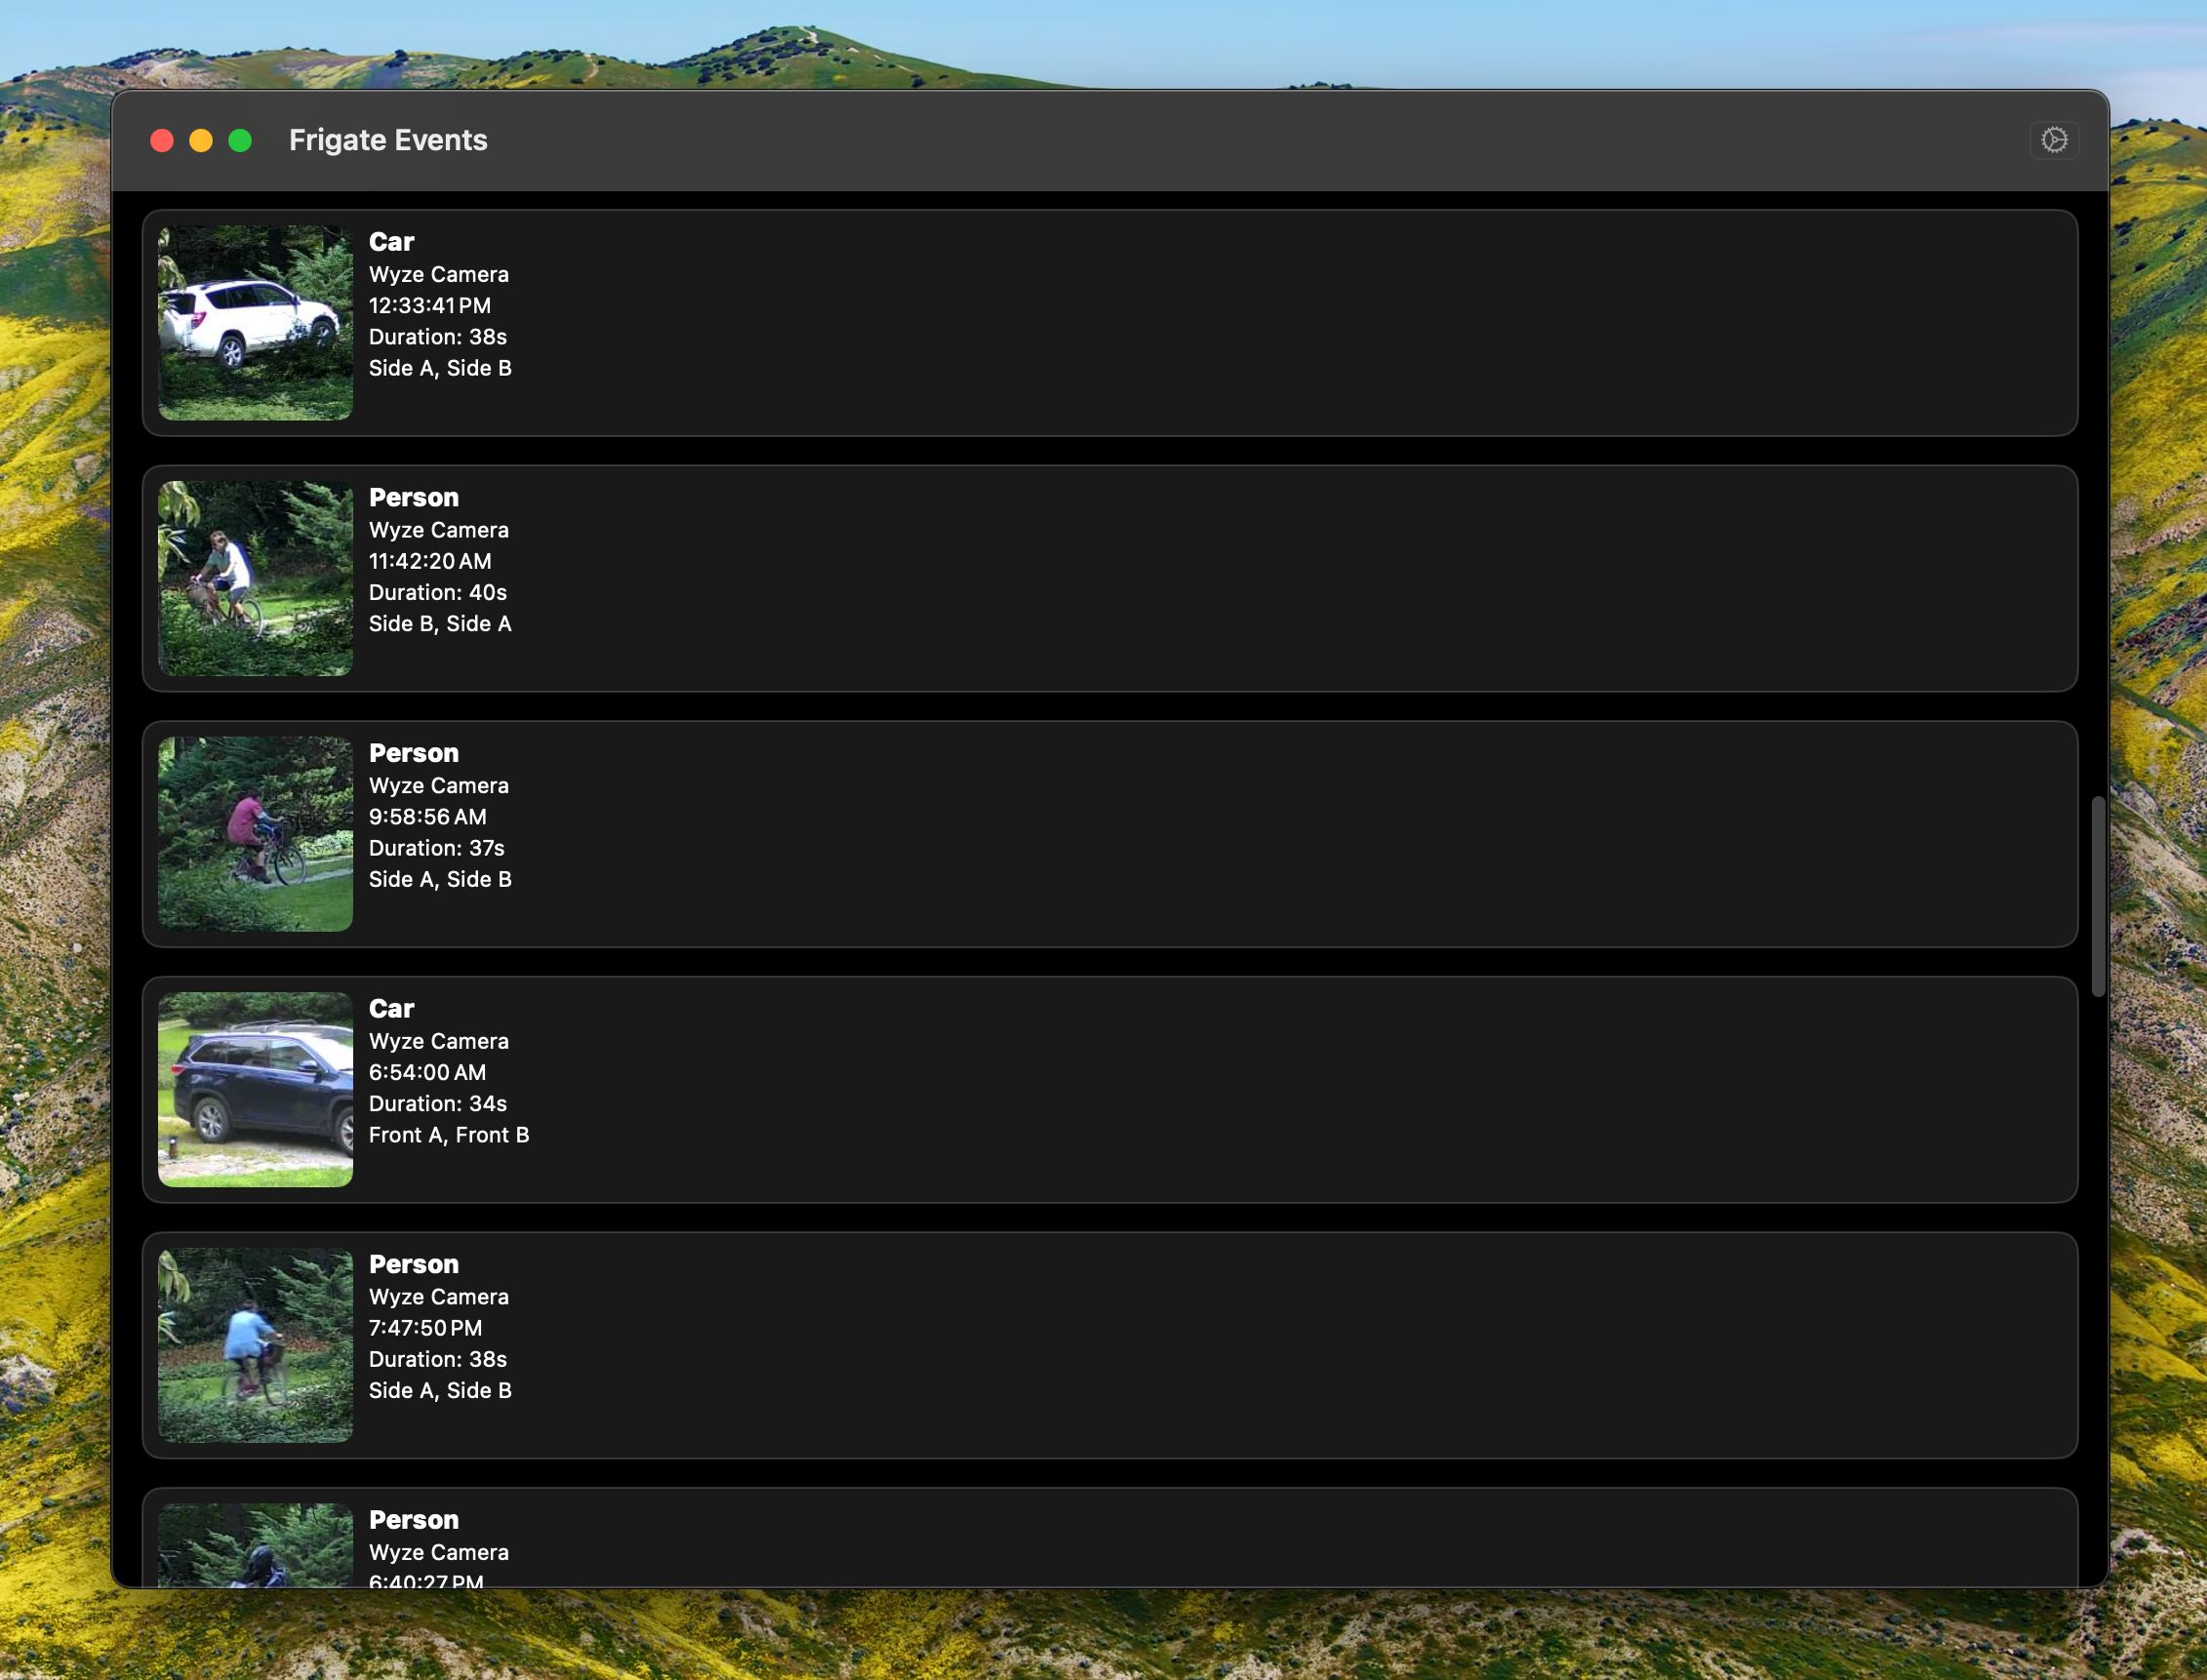 Frigate Events
Car
Wyze Camera
12:33:41 PM
Duration: 38s
Side A, Side B
Person
Wyze Camera
11:42:20 AM
Duration: 40s
Side B, Side A
Person
Wyze Camera
9:58:56 AM
Duration: 37s
Side A, Side B
Car
Wyze Camera
6:54:00 AM
Duration: 34s
Front A, Front B
Person
Wyze Camera
7:47:50 PM
Duration: 38s
Side A, Side B
Person
Wyze Camera
6:40:27 PM